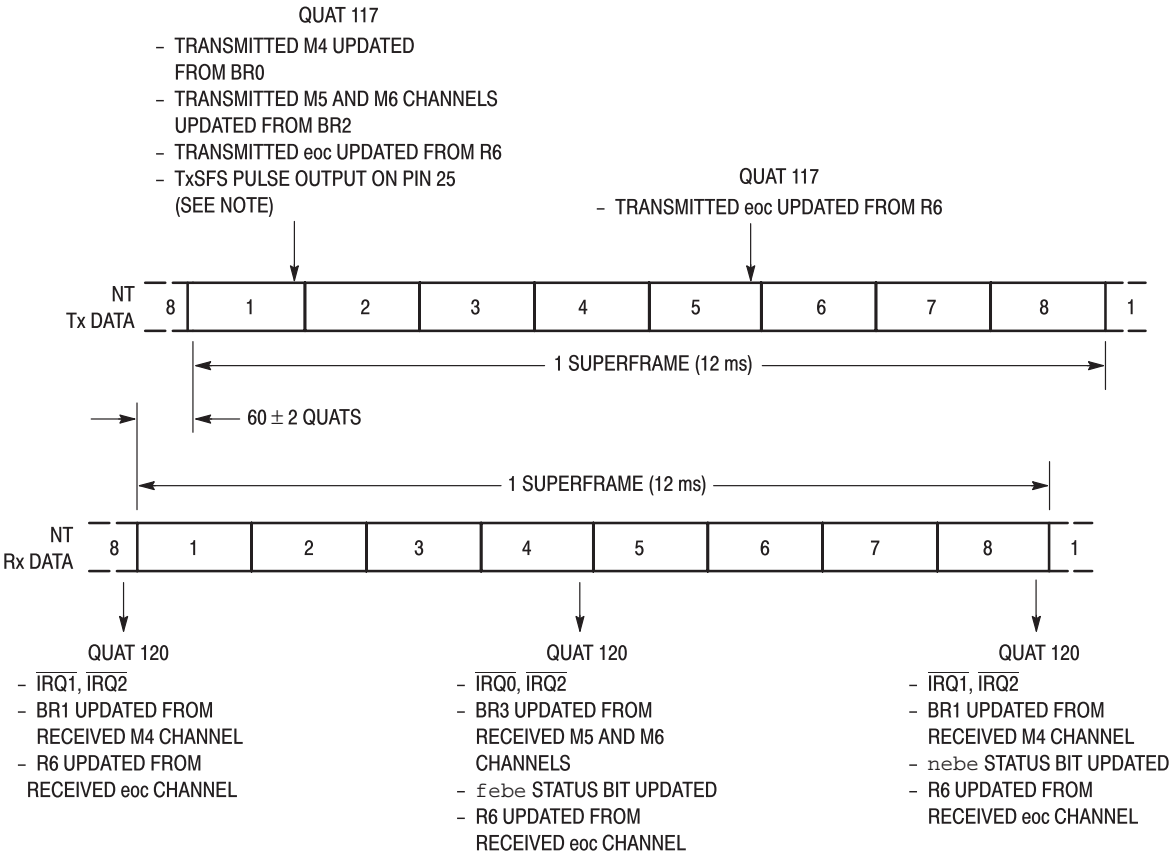 QUAT 117
– TRANSMITTED M4 UPDATED
FROM BR0
– TRANSMITTED M5 AND M6 CHANNELS
UPDATED FROM BR2
– TRANSMITTED eoc UPDATED FROM R6
– TxSFS PULSE OUTPUT ON PIN 25
(SEE NOTE)
QUAT 117
– TRANSMITTED eoc UPDATED FROM R6
NT
Tx DATA
8 1 2 3 4 5 6 7 8 1
1 SUPERFRAME (12 ms)
60 ± 2 QUATS
1 SUPERFRAME (12 ms)
NT
Rx DATA
8 1 2 3 4 5 6 7 8 1
QUAT 120
– I̅R̅Q̅1̅, I̅R̅Q̅2̅
– BR1 UPDATED FROM
RECEIVED M4 CHANNEL
– R6 UPDATED FROM
RECEIVED eoc CHANNEL
QUAT 120
– I̅R̅Q̅0̅, I̅R̅Q̅2̅
– BR3 UPDATED FROM
RECEIVED M5 AND M6
CHANNELS
– febe STATUS BIT UPDATED
– R6 UPDATED FROM
RECEIVED eoc CHANNEL
QUAT 120
– I̅R̅Q̅1̅, I̅R̅Q̅2̅
– BR1 UPDATED FROM
RECEIVED M4 CHANNEL
– nebe STATUS BIT UPDATED
– R6 UPDATED FROM
RECEIVED eoc CHANNEL